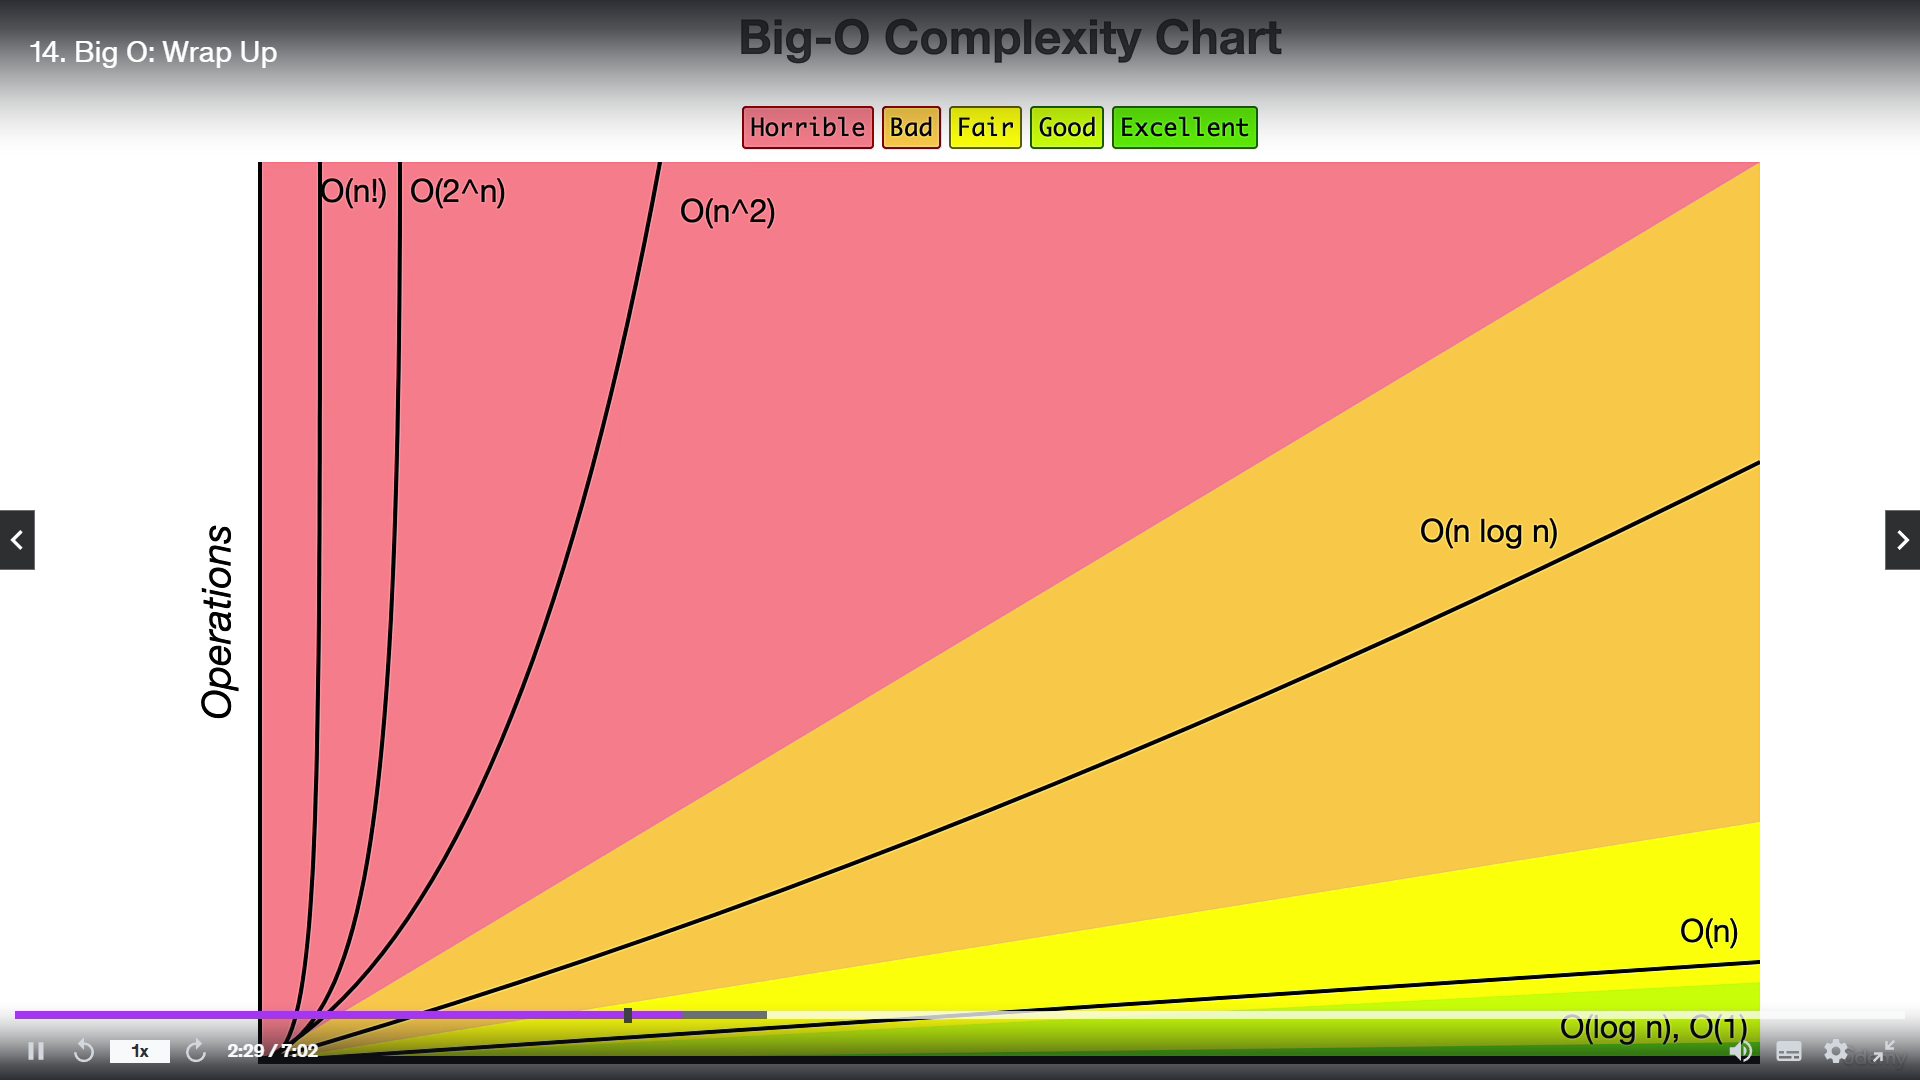 Big-O Complexity Chart
14. Big O: Wrap Up
Horrible Bad Fair Good Excellent
O(n!) O(2^n)
O(n^2)
O(n log n)
Operations
O(n)
O(log n), O(1)
1x 2:29 / 7:02
udemy